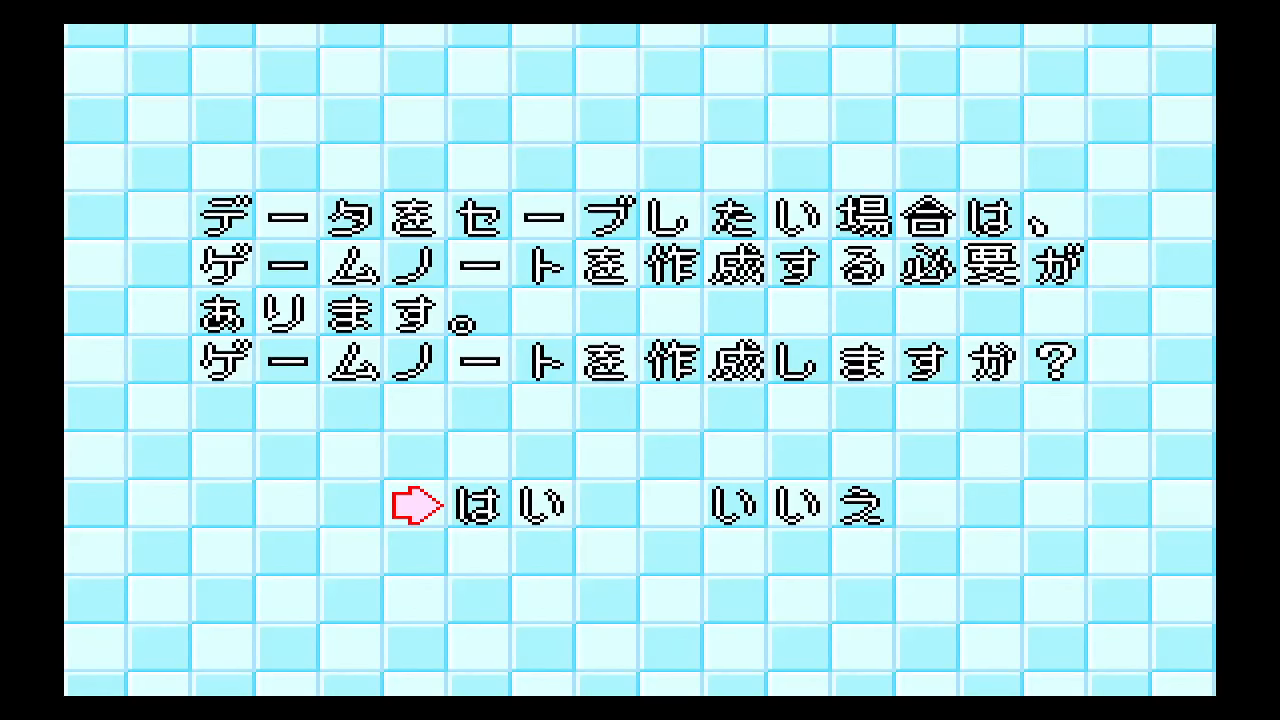 データをセーブしたい場合は、
ゲームノートを作成する必要が
あります。
ゲームノートを作成しますか？
はい いいえ